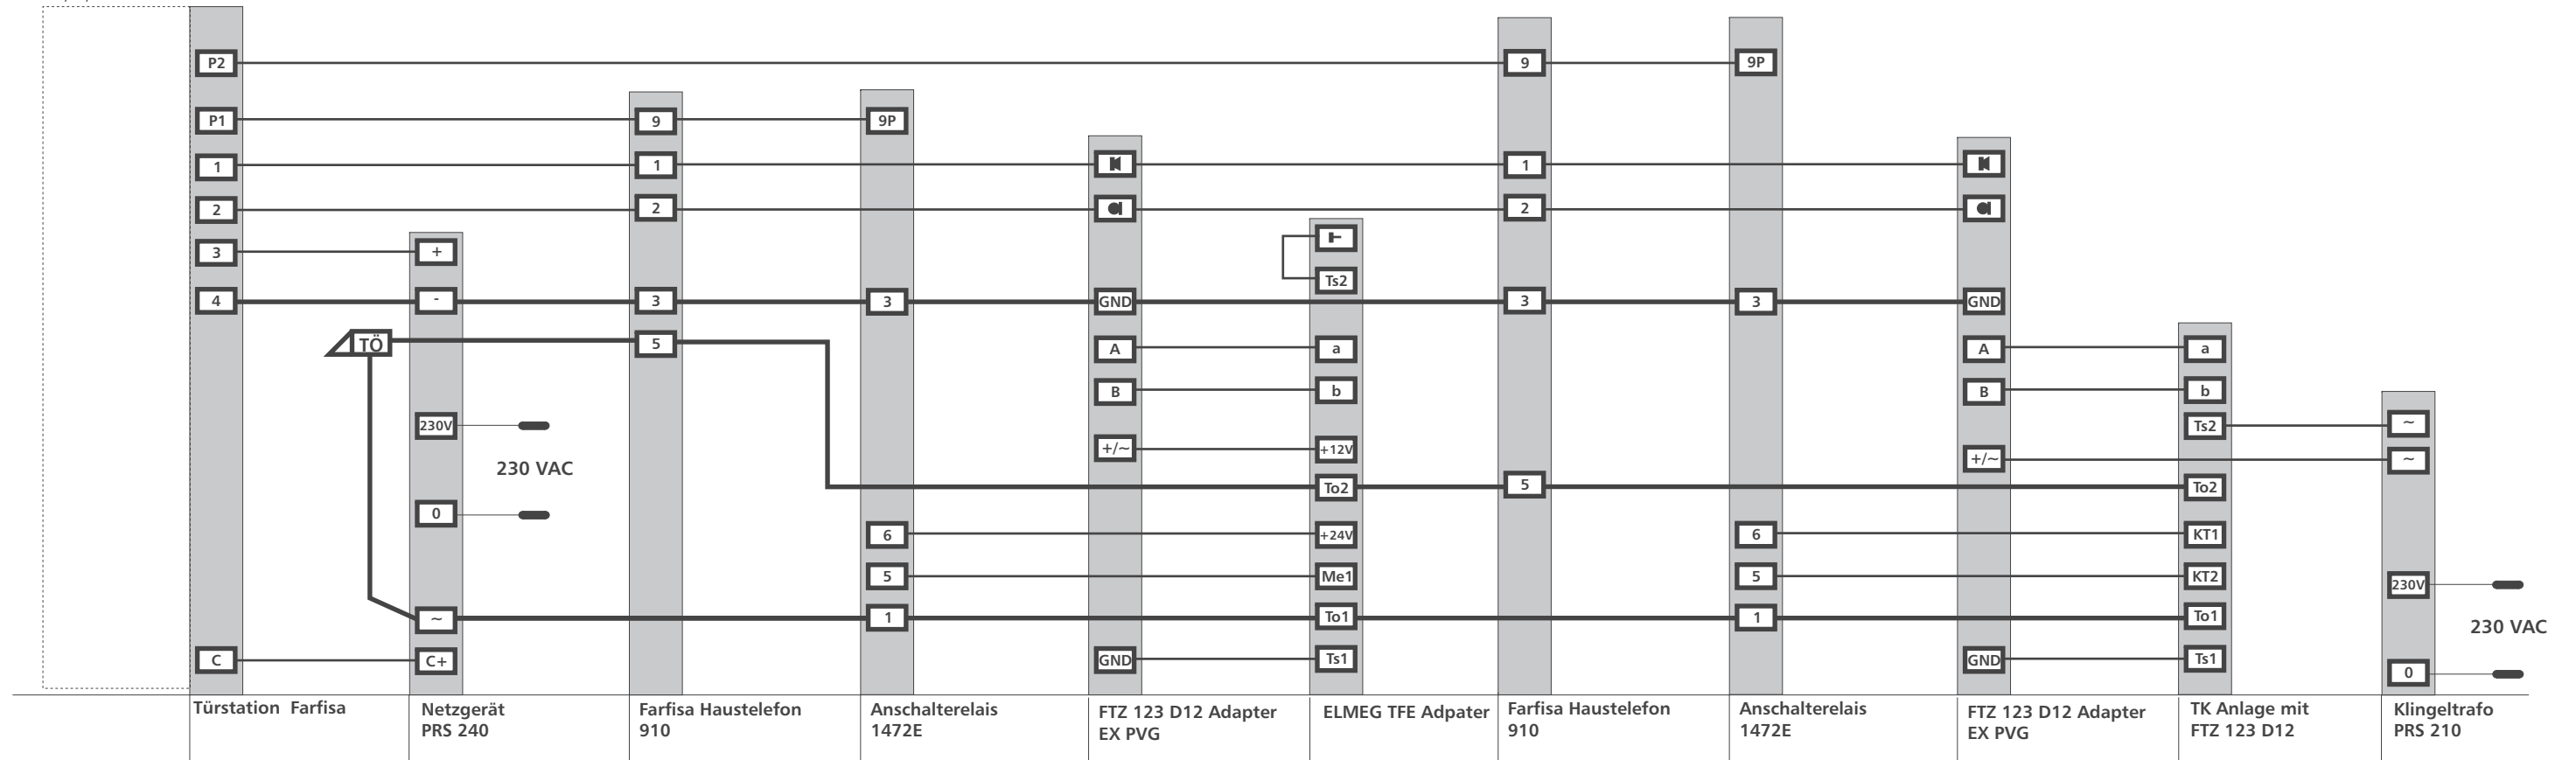 P2 9 9P
P1 9 9P
1 1 1
2 2 2
3 +
Ts2
4 - 3 3 GND 3 3 GND
TÖ 5
A a A a
B b B b
230V Ts2 ~
+/~ +12V +/~ ~
230 VAC
To2 5 To2
0
6 +24V 6 KT1
5 Me1 5 KT2
230V
~ 1 To1 1 To1
230 VAC
C C+ GND Ts1 GND Ts1
0
Türstation Farfisa
Netzgerät
PRS 240
Farfisa Haustelefon
910
Anschalterelais
1472E
FTZ 123 D12 Adapter
EX PVG
ELMEG TFE Adpater
Farfisa Haustelefon
910
Anschalterelais
1472E
FTZ 123 D12 Adapter
EX PVG
TK Anlage mit
FTZ 123 D12
Klingeltrafo
PRS 210